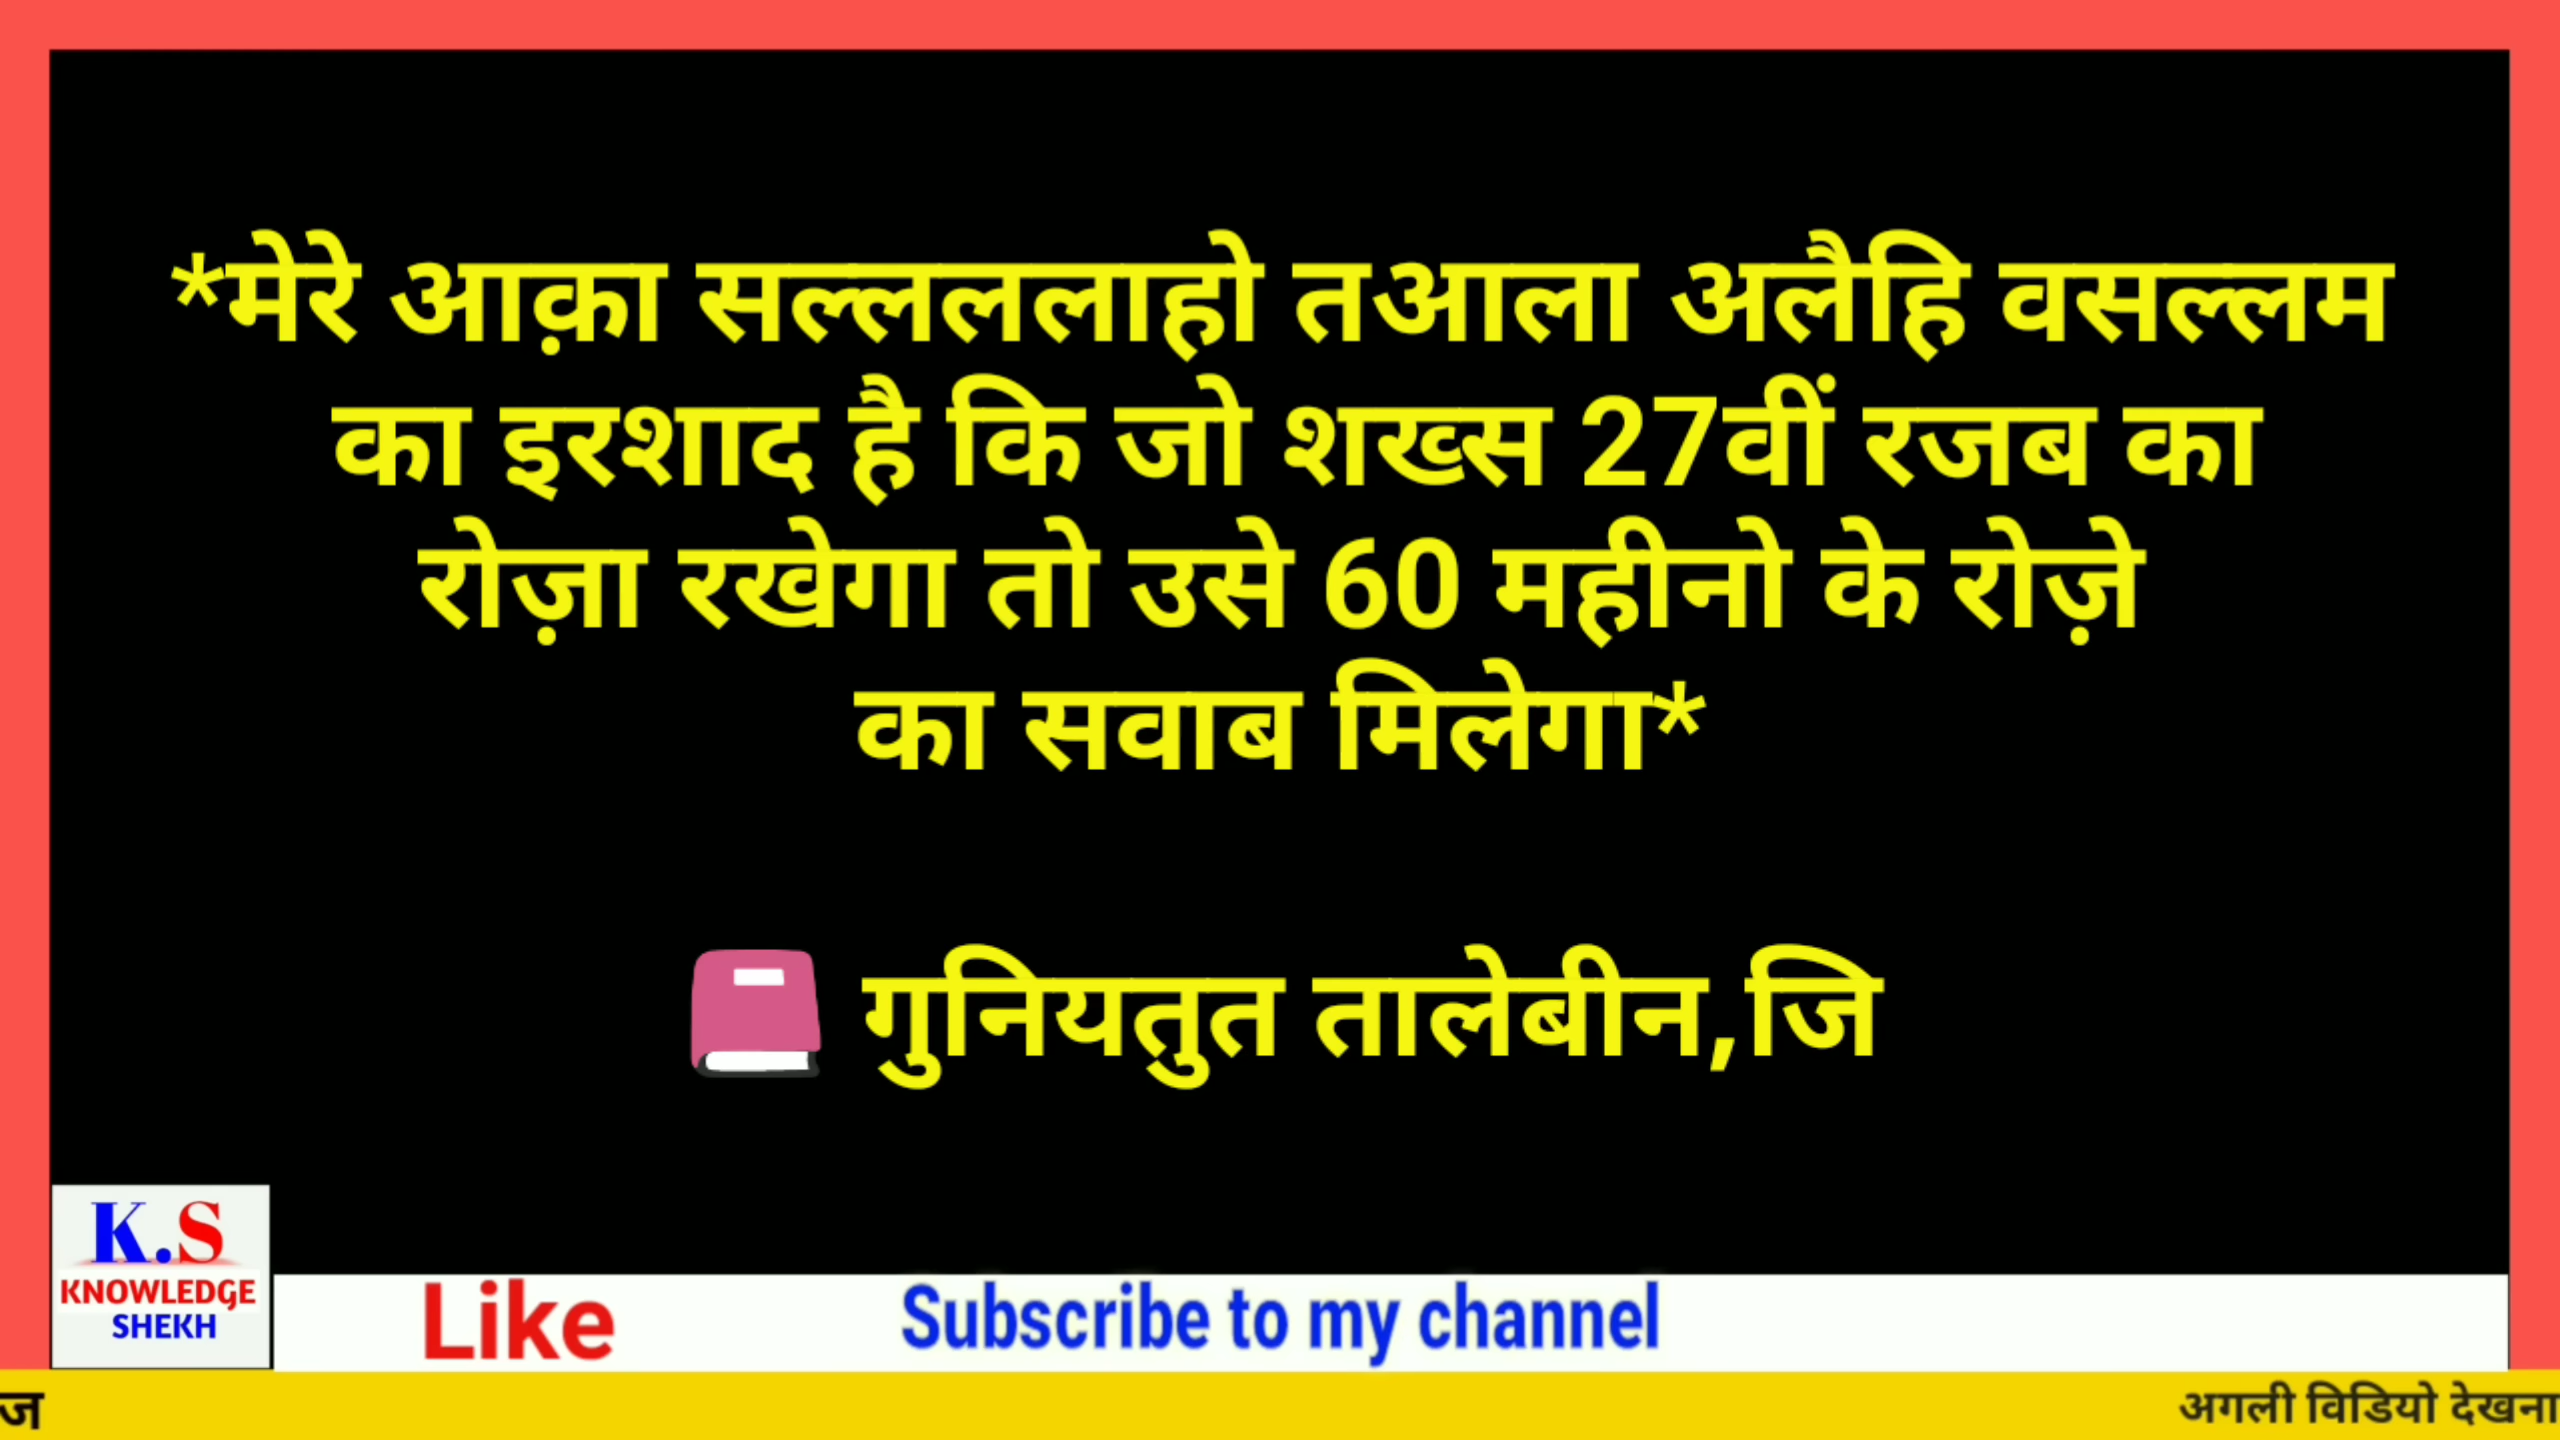 *मेरे आक़ा सल्लललाहो तआला अलैहि वसल्लम
का इरशाद है कि जो शख्स 27वीं रजब का
रोज़ा रखेगा तो उसे 60 महीनो के रोज़े
का सवाब मिलेगा*
गुनियतुत तालेबीन,जि
K.S
KNOWLEDGE
SHEKH
Like
Subscribe to my channel
ज
अगली विडियो देखना